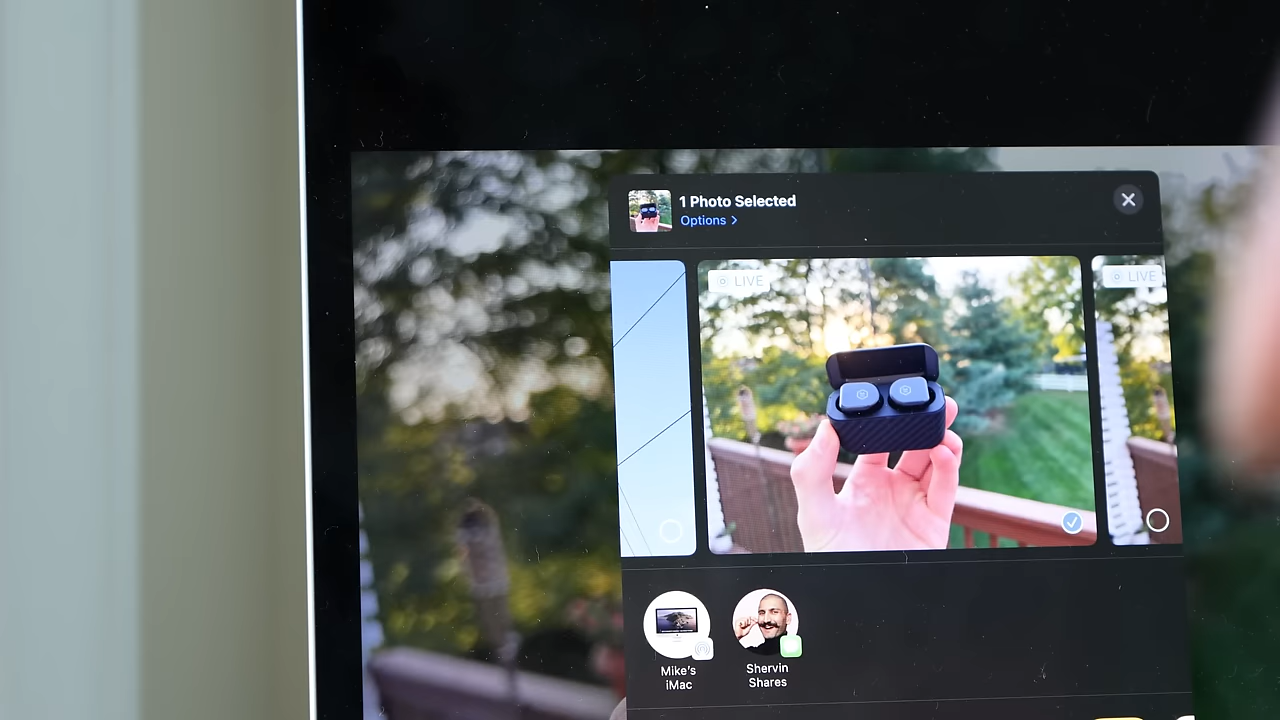 1 Photo Selected
Options >
LIVE
LIVE
Mike's
iMac
Shervin
Shares